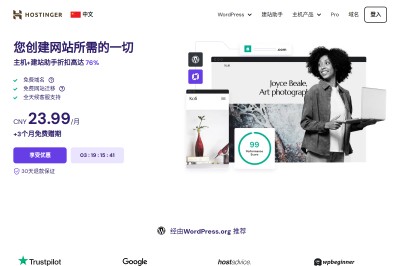 HOSTINGER
中文
WordPress
建站助手
主机产品
Pro
域名
登入
您创建网站所需的一切
主机+建站助手折扣高达 76%
免费域名
免费网站迁移
全天候客服支持
CNY 23.99/月
+3个月免费赠期
享受优惠
03 : 19 : 15 : 41
30天退款保证
.com
Joyce Beale,
Art photograp
99
Performance
Score
经由WordPress.org 推荐
Trustpilot
Google
hostadvice
wpbeginner